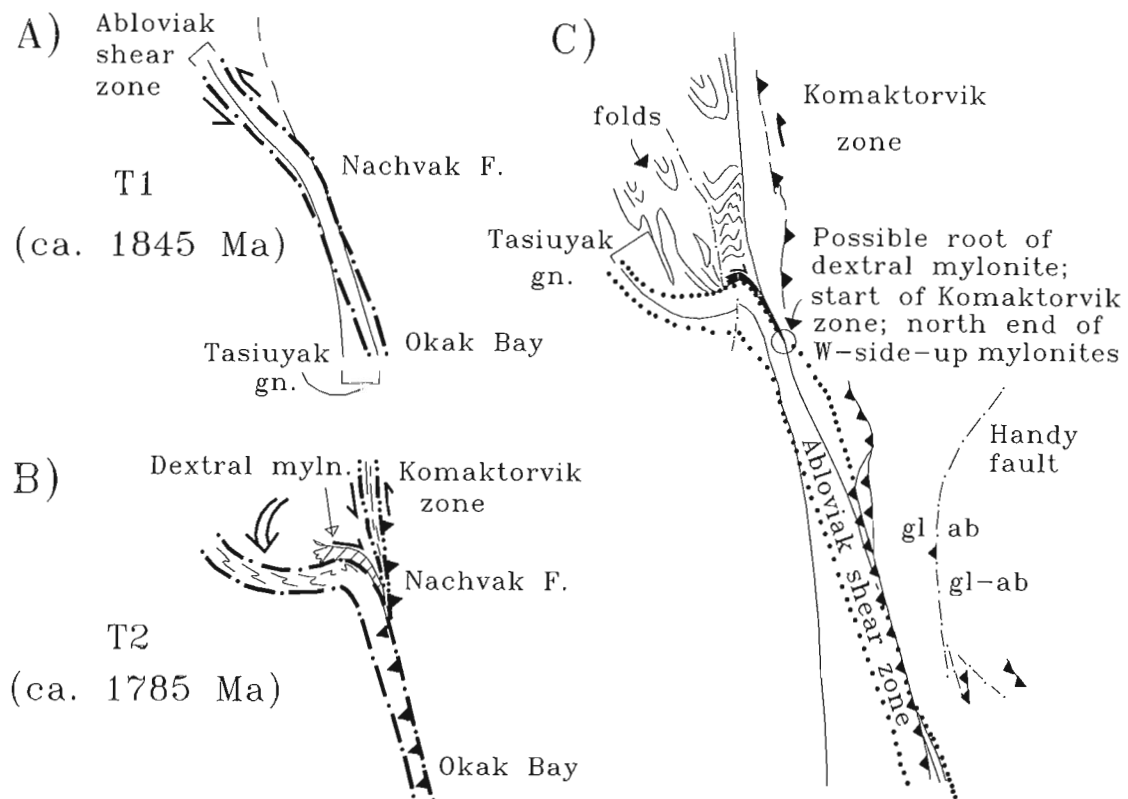 A)
Abloviak
shear
zone
T1
(ca. 1845 Ma)
Nachvak F.
Tasiuyak
gn.
Okak Bay
B)
Dextral myln.
Komaktorvik
zone
Nachvak F.
T2
(ca. 1785 Ma)
Okak Bay
C)
Komaktorvik
zone
folds
Tasiuyak
gn.
Possible root of
dextral mylonite;
start of Komaktorvik
zone; north end of
W-side-up mylonites
Abloviak shear zone
Handy
fault
gl ab
gl-ab